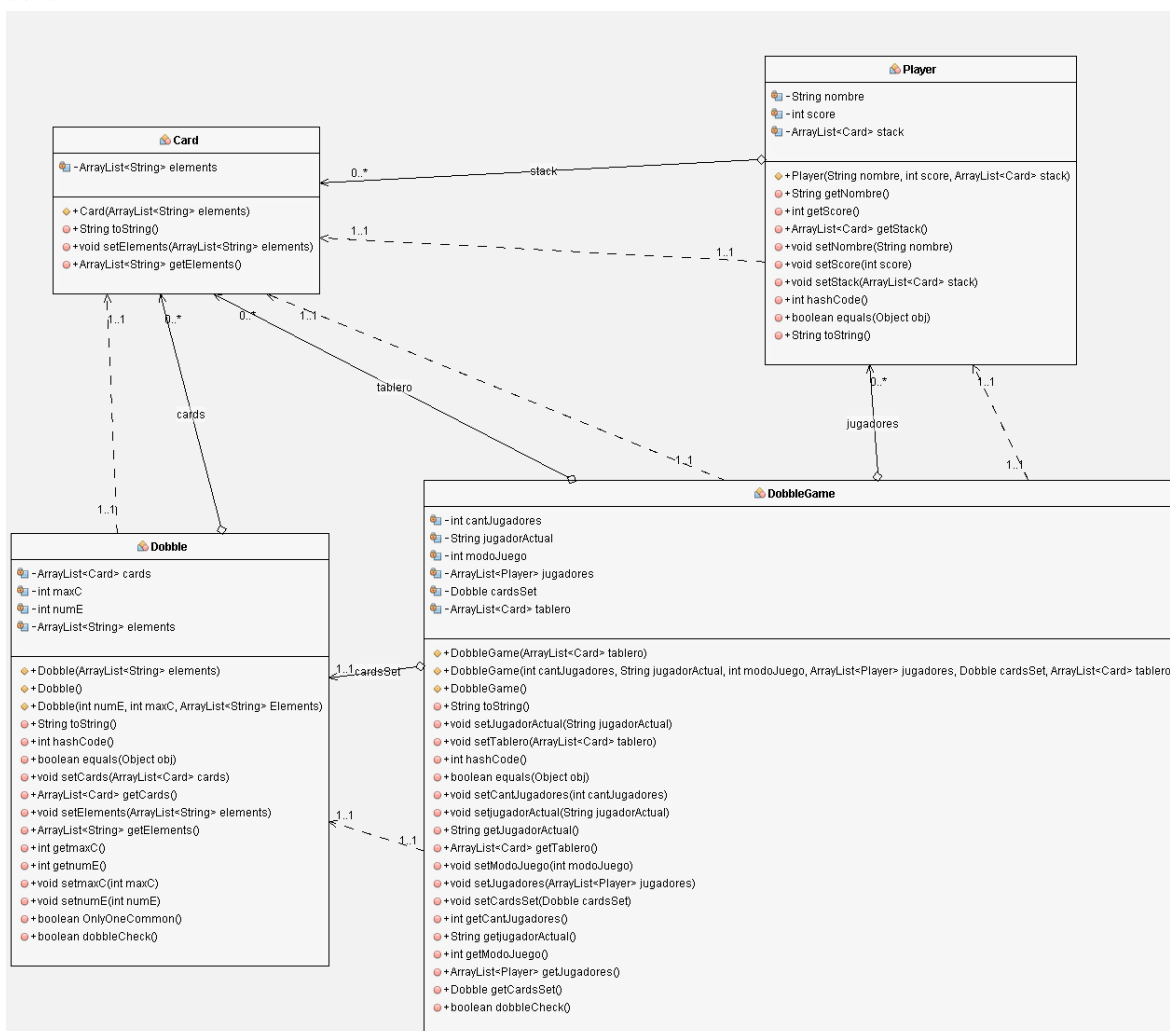 Player
-String nombre
-int score
-ArrayList<Card> stack
+Player(String nombre, int score, ArrayList<Card> stack)
+String getNombre()
+int getScore()
+ArrayList<Card> getStack()
+void setNombre(String nombre)
+void setScore(int score)
+void setStack(ArrayList<Card> stack)
+int hashCode()
+boolean equals(Object obj)
+String toString()
Card
-ArrayList<String> elements
+Card(ArrayList<String> elements)
+String toString()
+void setElements(ArrayList<String> elements)
+ArrayList<String> getElements()
0..*
stack
1..1
1..1
1..1
0..*
0..*
1..1
tablero
cards
0..*
1..1
jugadores
1..1
1..1
1..1
Dobble
-ArrayList<Card> cards
-int maxC
-int numE
-ArrayList<String> elements
+Dobble(ArrayList<String> elements)
+Dobble()
+Dobble(int numE, int maxC, ArrayList<String> Elements)
+String toString()
+int hashCode()
+boolean equals(Object obj)
+void setCards(ArrayList<Card> cards)
+ArrayList<Card> getCards()
+void setElements(ArrayList<String> elements)
+ArrayList<String> getElements()
+int getmaxC()
+int getnumE()
+void setmaxC(int maxC)
+void setnumE(int numE)
+boolean OnlyOneCommon()
+boolean dobbleCheck()
1..1
cardsSet
1..1
1..1
DobbleGame
-int cantJugadores
-String jugadorActual
-int modoJuego
-ArrayList<Player> jugadores
-Dobble cardsSet
-ArrayList<Card> tablero
+DobbleGame(ArrayList<Card> tablero)
+DobbleGame(int cantJugadores, String jugadorActual, int modoJuego, ArrayList<Player> jugadores, Dobble cardsSet, ArrayList<Card> tablero
+DobbleGame()
+String toString()
+void setJugadorActual(String jugadorActual)
+void setTablero(ArrayList<Card> tablero)
+int hashCode()
+boolean equals(Object obj)
+void setCantJugadores(int cantJugadores)
+void setjugadorActual(String jugadorActual)
+String getJugadorActual()
+ArrayList<Card> getTablero()
+void setModoJuego(int modoJuego)
+void setJugadores(ArrayList<Player> jugadores)
+void setCardsSet(Dobble cardsSet)
+int getCantJugadores()
+String getjugadorActual()
+int getModoJuego()
+ArrayList<Player> getJugadores()
+Dobble getCardsSet()
+boolean dobbleCheck()